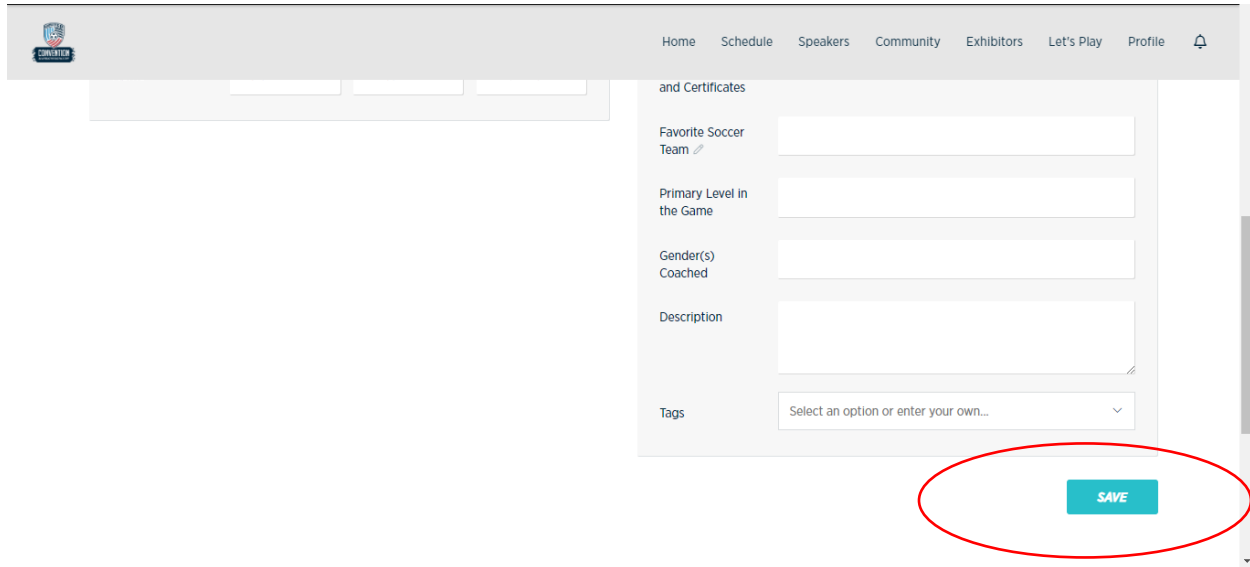 CONVENTION
Home Schedule Speakers Community Exhibitors Let's Play Profile
and Certificates
Favorite Soccer
Team
Primary Level in
the Game
Gender(s)
Coached
Description
Tags
Select an option or enter your own...
SAVE